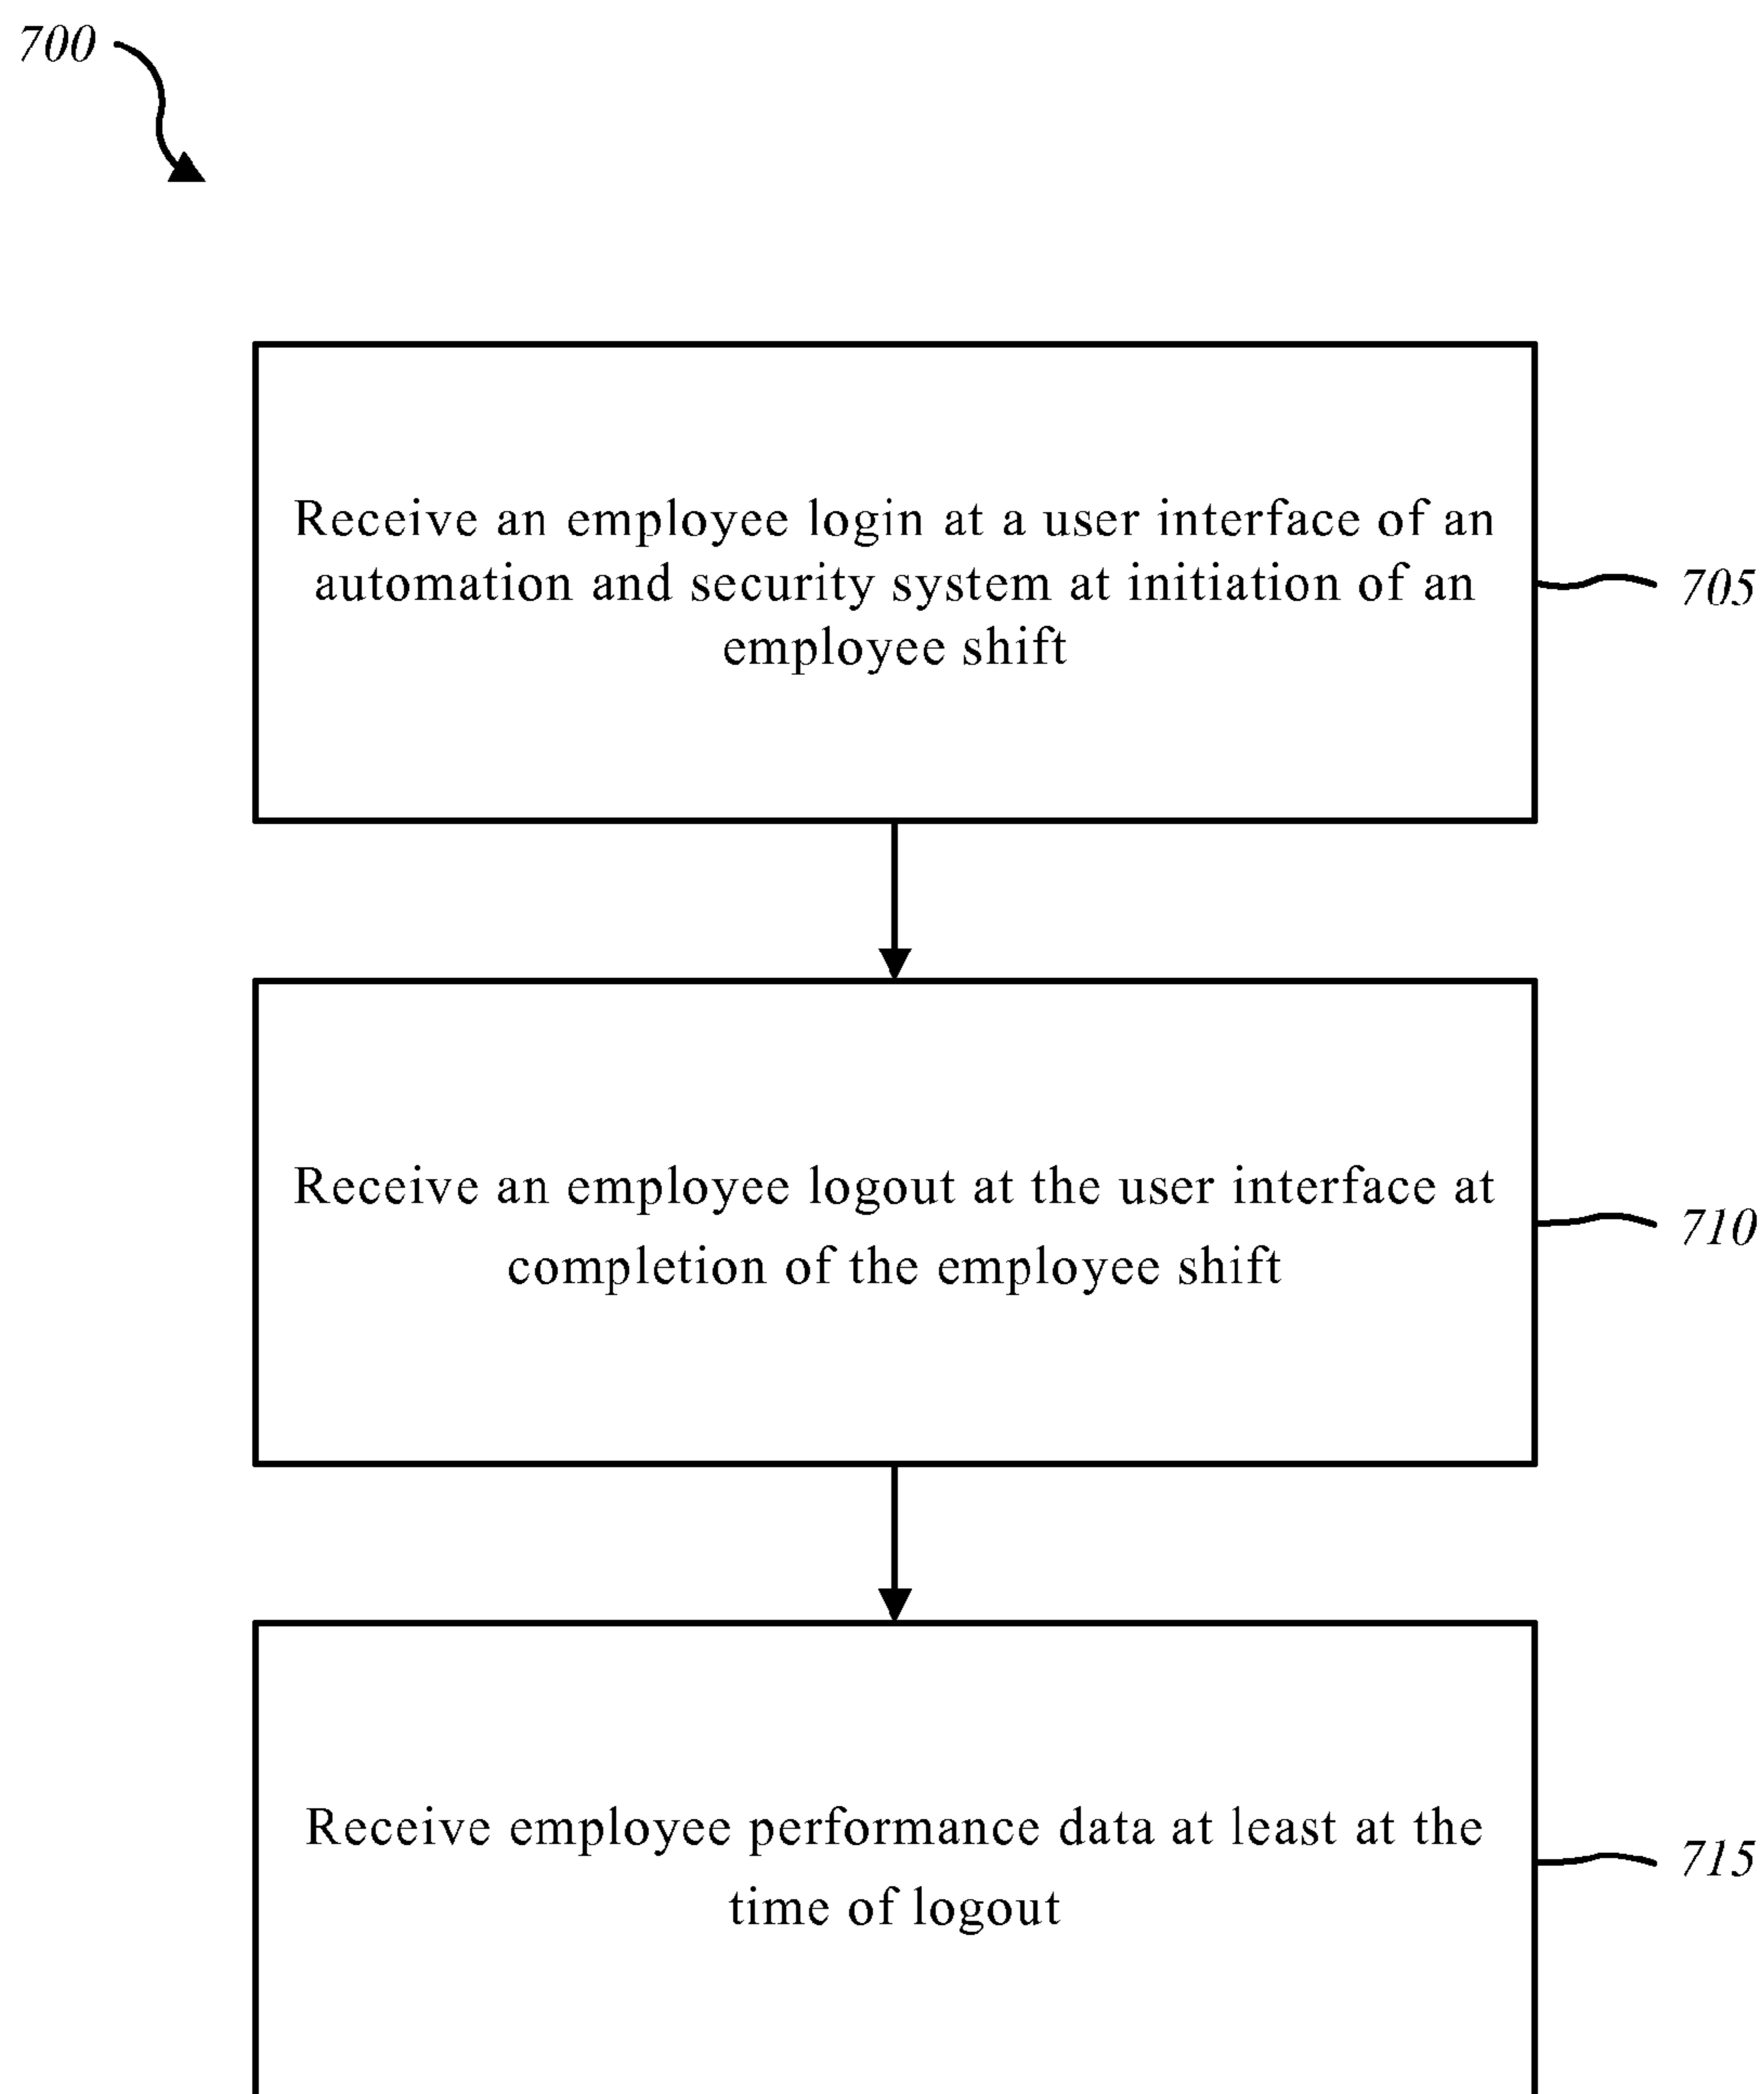 700
Receive an employee login at a user interface of an
automation and security system at initiation of an
employee shift
705
Receive an employee logout at the user interface at
completion of the employee shift
710
Receive employee performance data at least at the
time of logout
715